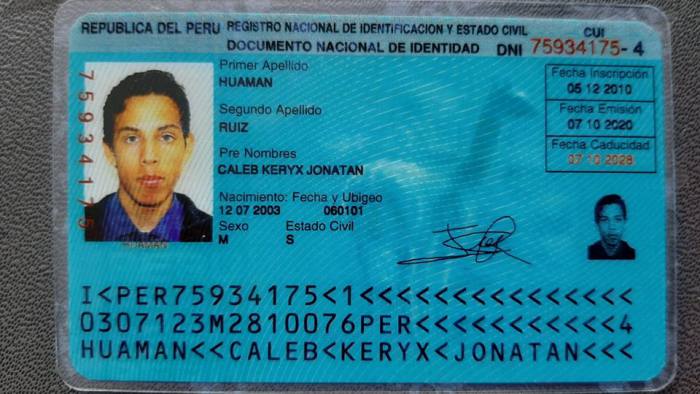 REPUBLICA DEL PERU REGISTRO NACIONAL DE IDENTIFICACION Y ESTADO CIVIL
DOCUMENTO NACIONAL DE IDENTIDAD
CUI
DNI 75934175-4
75934175
Primer Apellido
HUAMAN
Segundo Apellido
RUIZ
Pre Nombres
CALEB KERYX JONATAN
Nacimiento: Fecha y Ubigeo
12 07 2003 060101
Sexo Estado Civil
M S
Fecha Inscripción
05 12 2010
Fecha Emisión
07 10 2020
Fecha Caducidad
07 10 2028
HUAMAN
I<PER75934175<1<<<<<<<<<<<<<<<
0307123M2810076PER<<<<<<<<<<<4
HUAMAN<<CALEB<KERYX<JONATAN<<<